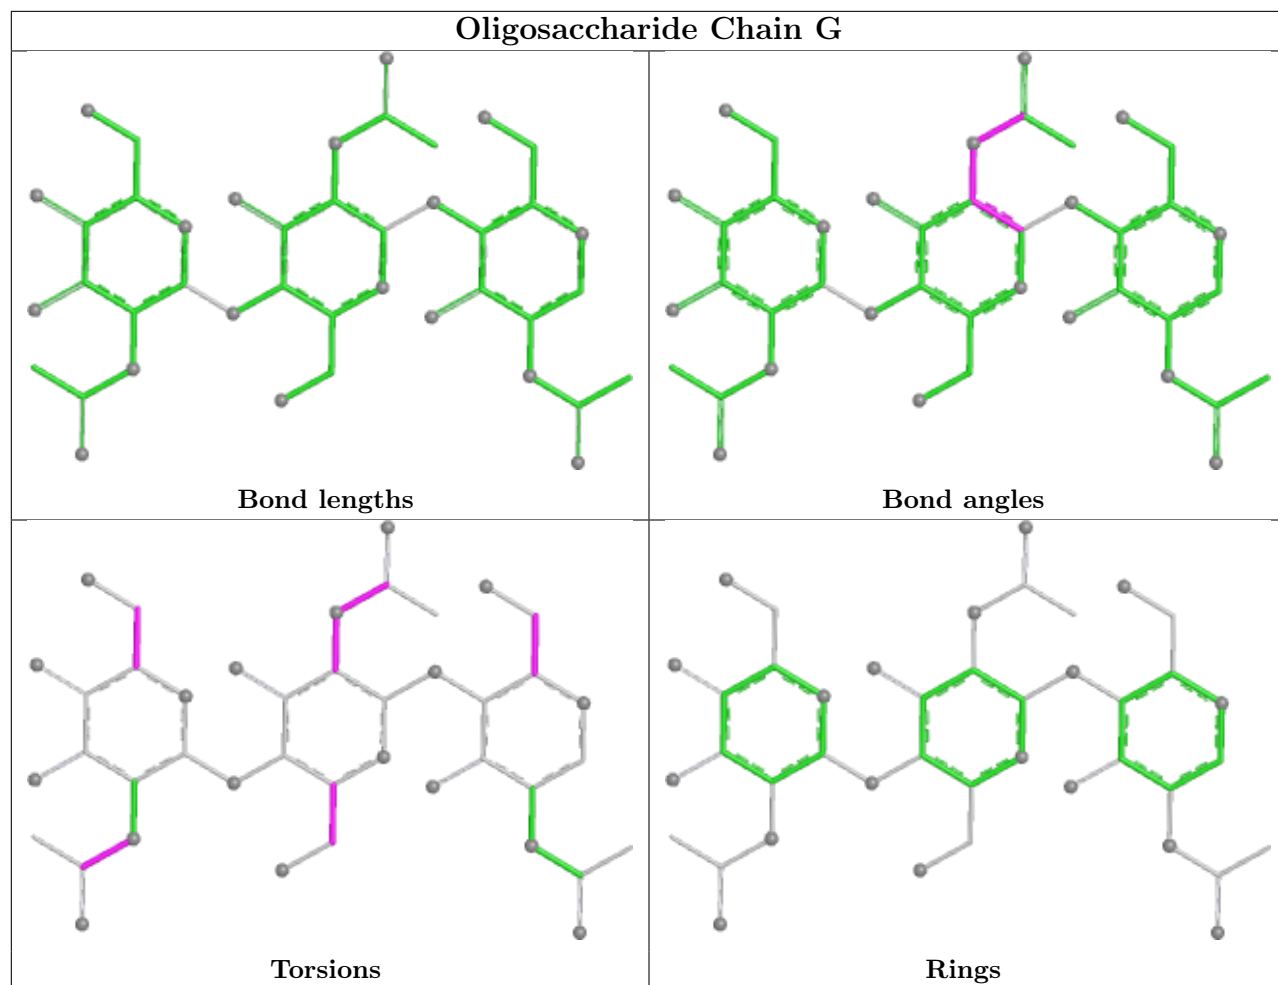 Oligosaccharide Chain G
Bond lengths
Bond angles
Torsions
Rings